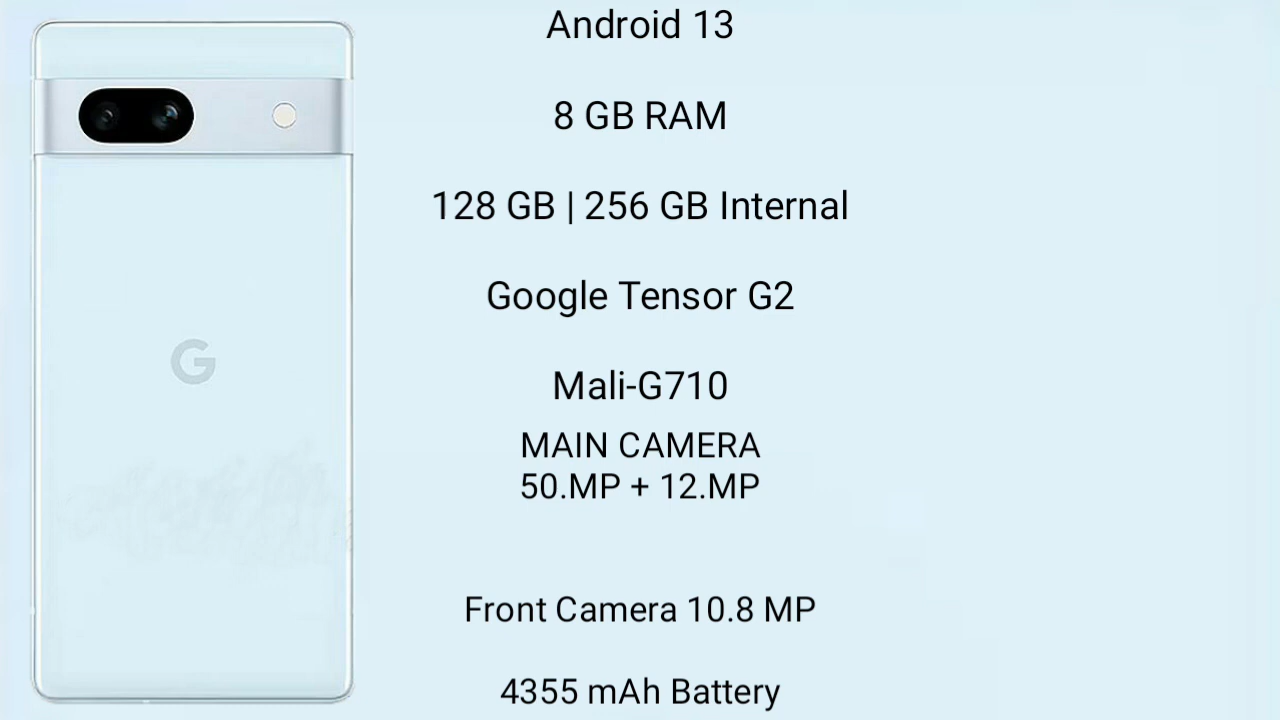 Android 13
8 GB RAM
128 GB | 256 GB Internal
Google Tensor G2
Mali-G710
MAIN CAMERA
50.MP + 12.MP
Front Camera 10.8 MP
4355 mAh Battery